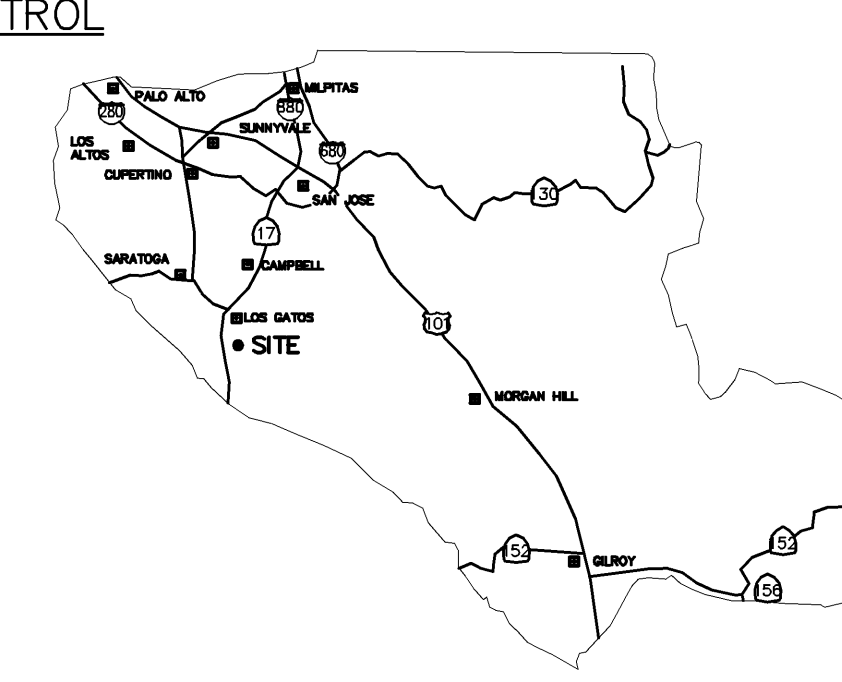 TROL
MILPITAS
PALO ALTO
280
880
SUNNYVALE
LOS
ALTOS
680
CUPERTINO
130
SAN JOSE
17
SARATOGA
CAMPBELL
LOS GATOS
101
SITE
MORGAN HILL
152
152
GILROY
156